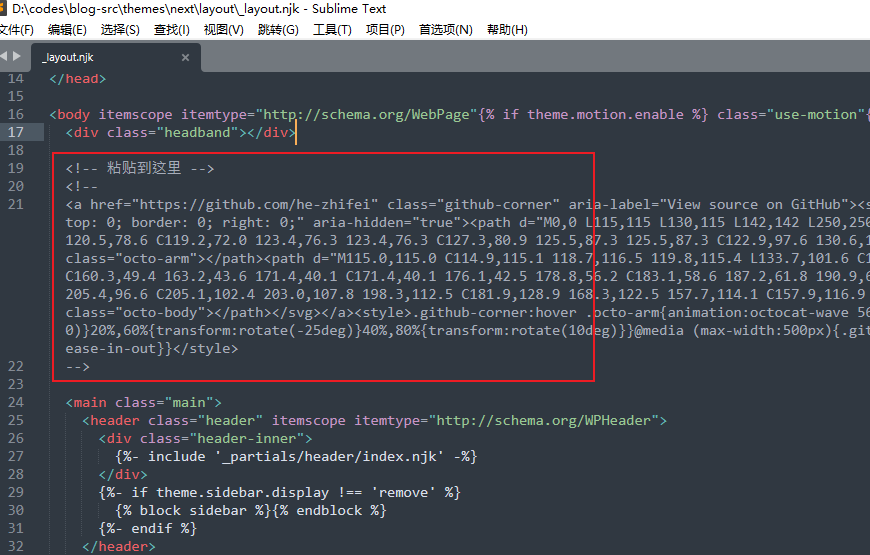 D:\codes\blog-src\themes\next\layout\_layout.njk - Sublime Text
文件(F) 编辑(E) 选择(S) 查找(I) 视图(V) 跳转(G) 工具(T) 项目(P) 首选项(N) 帮助(H)
_layout.njk ×
14 </head>
15
16 <body itemscope itemtype="http://schema.org/WebPage"{% if theme.motion.enable %} class="use-motion"{
17 <div class="headband"></div>
18
19 <!-- 粘贴到这里 -->
20 <!--
21 <a href="https://github.com/he-zhifei" class="github-corner" aria-label="View source on GitHub"><s
top: 0; border: 0; right: 0;" aria-hidden="true"><path d="M0,0 L115,115 L130,115 L142,142 L250,250
120.5,78.6 C119.2,72.0 123.4,76.3 123.4,76.3 C127.3,80.9 125.5,87.3 125.5,87.3 C122.9,97.6 130.6,1
class="octo-arm"></path><path d="M115.0,115.0 C114.9,115.1 118.7,116.5 119.8,115.4 L133.7,101.6 C1
C160.3,49.4 163.2,43.6 171.4,40.1 C171.4,40.1 176.1,42.5 178.8,56.2 C183.1,58.6 187.2,61.8 190.9,6
205.4,96.6 C205.1,102.4 203.0,107.8 198.3,112.5 C181.9,128.9 168.3,122.5 157.7,114.1 C157.9,116.9
class="octo-body"></path></svg></a><style>.github-corner:hover .octo-arm{animation:octocat-wave 56
0)}20%,60%{transform:rotate(-25deg)}40%,80%{transform:rotate(10deg)}}@media (max-width:500px){.git
ease-in-out}}</style>
22 -->
23
24 <main class="main">
25 <header class="header" itemscope itemtype="http://schema.org/WPHeader">
26 <div class="header-inner">
27 {%- include '_partials/header/index.njk' -%}
28 </div>
29 {%- if theme.sidebar.display !== 'remove' %}
30 {% block sidebar %}{% endblock %}
31 {%- endif %}
32 </header>